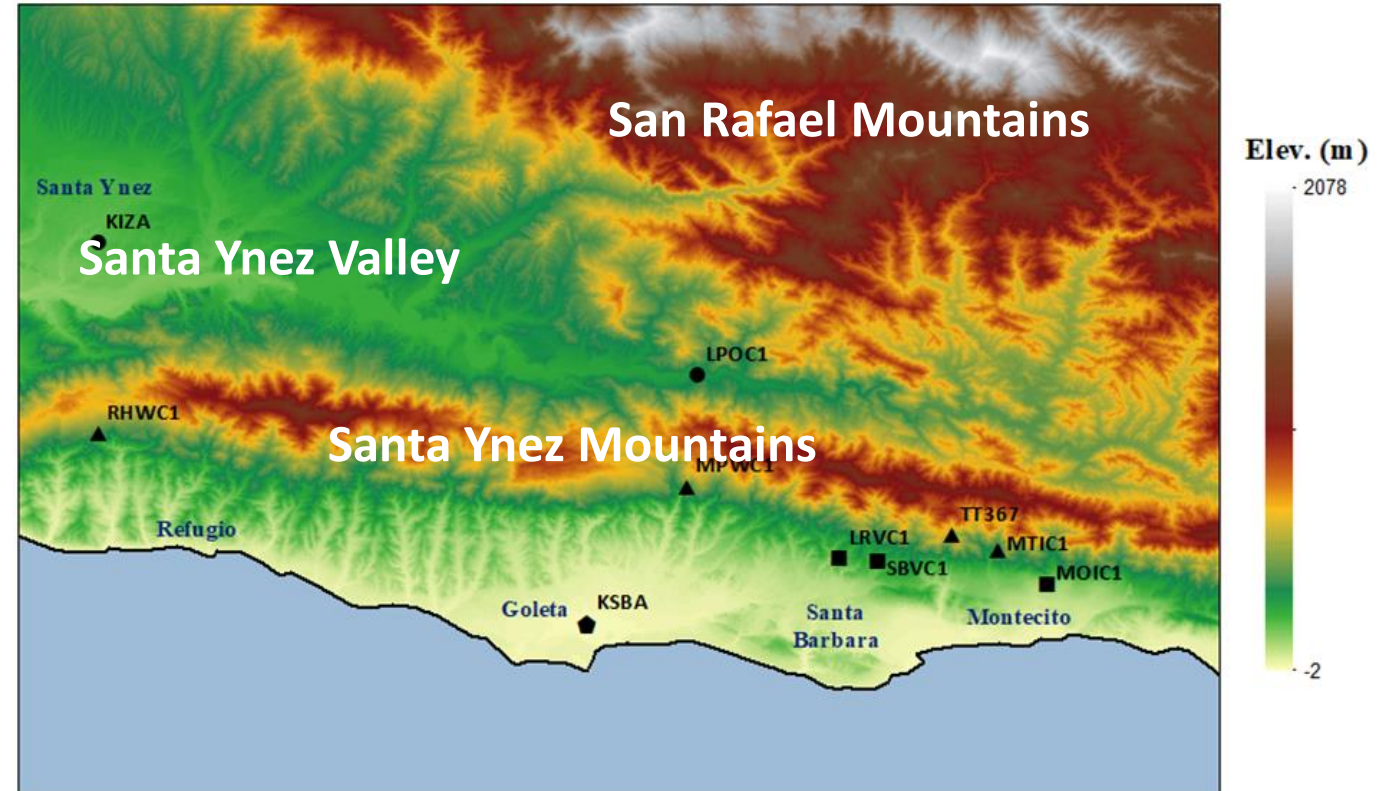 San Rafael Mountains
Elev. (m)
2078
Santa Ynez
KIZA
Santa Ynez Valley
LPOC1
RHWC1
Santa Ynez Mountains
MPWC1
TT367
Refugio
LRVC1
MTIC1
SBVC1
MOIC1
Goleta
KSBA
Santa
Barbara
Montecito
-2